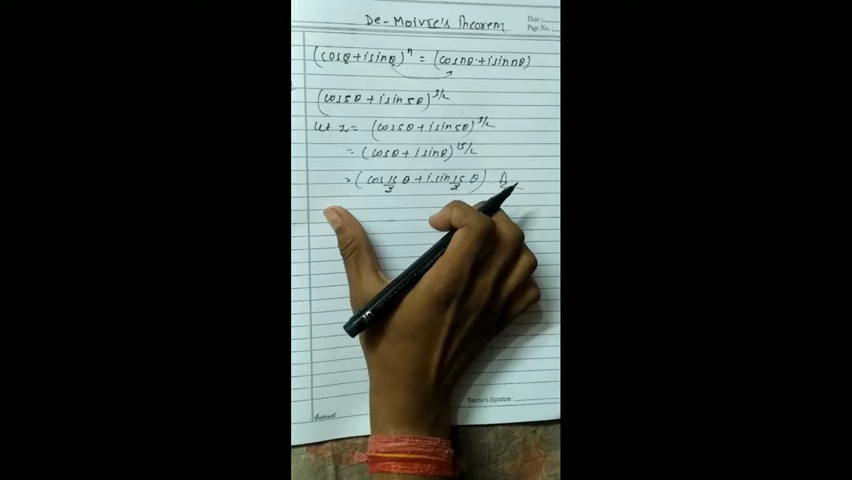 De-Moivre's Theorem
Date :
Page No. :
(cosθ+isinθ)ⁿ = (cosnθ+isinnθ)
(cos5θ+isin5θ)^3/2
let z = (cos5θ+isin5θ)^3/2
= (cosθ+isinθ)^15/2
= (cos 15/2 θ + i sin 15/2 θ)
Teacher's Signature :